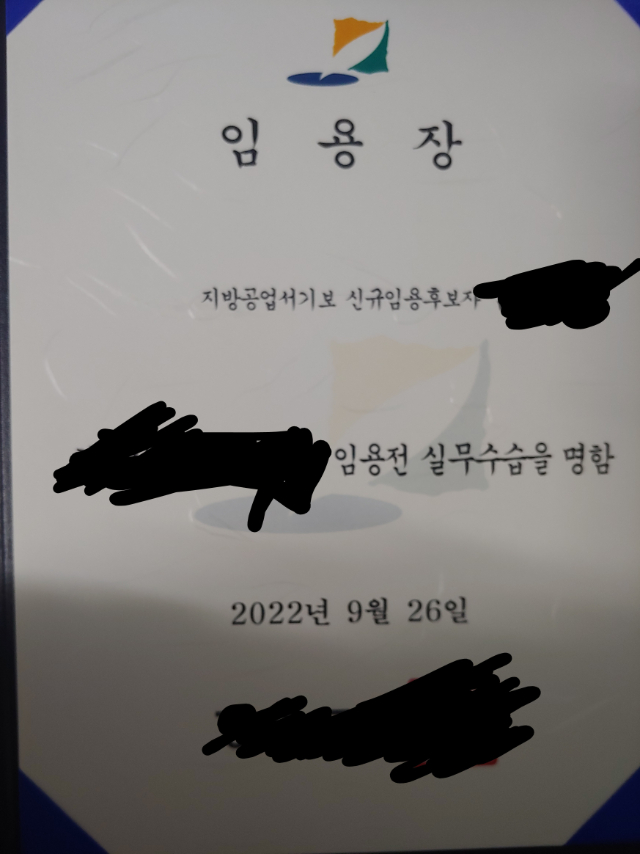 임 용 장
지방공업서기보 신규임용후보자
임용전 실무수습을 명함
2022년 9월 26일